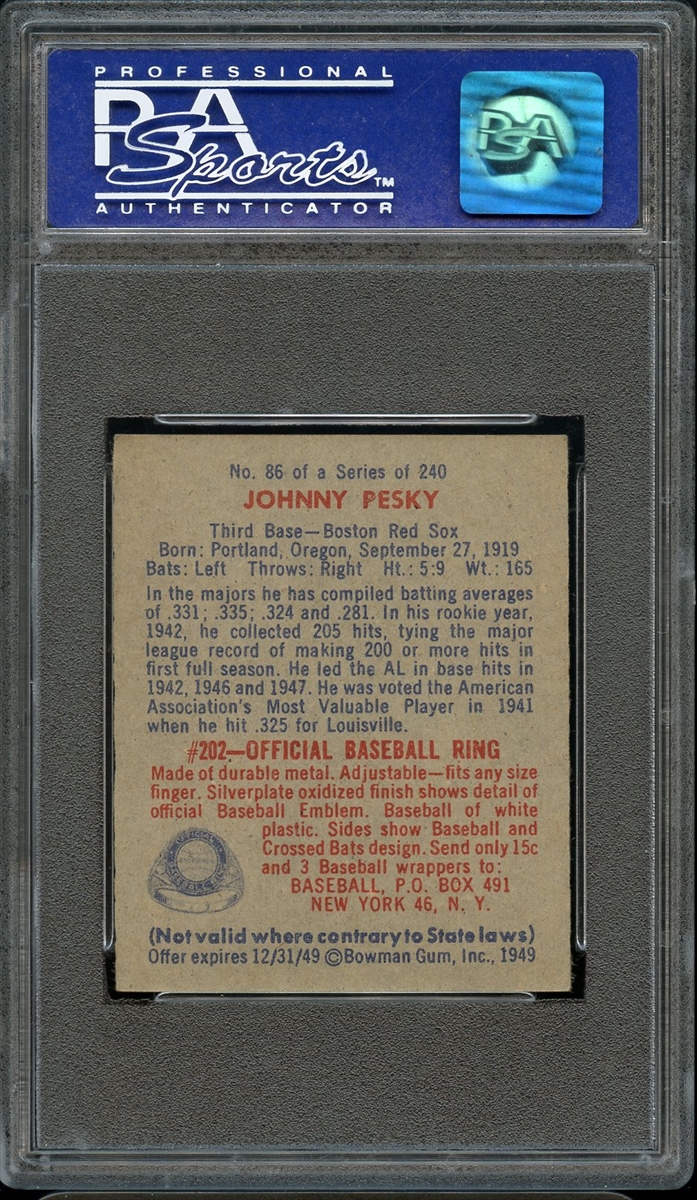 PROFESSIONAL
PSA
Sports TM
AUTHENTICATOR
PSA
No. 86 of a Series of 240
JOHNNY PESKY
Third Base—Boston Red Sox
Born: Portland, Oregon, September 27, 1919
Bats: Left Throws: Right Ht.: 5:9 Wt.: 165
In the majors he has compiled batting averages
of .331; .335; .324 and .281. In his rookie year,
1942, he collected 205 hits, tying the major
league record of making 200 or more hits in
first full season. He led the AL in base hits in
1942, 1946 and 1947. He was voted the American
Association's Most Valuable Player in 1941
when he hit .325 for Louisville.
#202—OFFICIAL BASEBALL RING
Made of durable metal. Adjustable—fits any size
finger. Silverplate oxidized finish shows detail of
official Baseball Emblem. Baseball of white
plastic. Sides show Baseball and
Crossed Bats design. Send only 15c
and 3 Baseball wrappers to:
BASEBALL, P.O. BOX 491
NEW YORK 46, N. Y.
OFFICIAL
(Not valid where contrary to State laws)
Offer expires 12/31/49 ©Bowman Gum, Inc., 1949